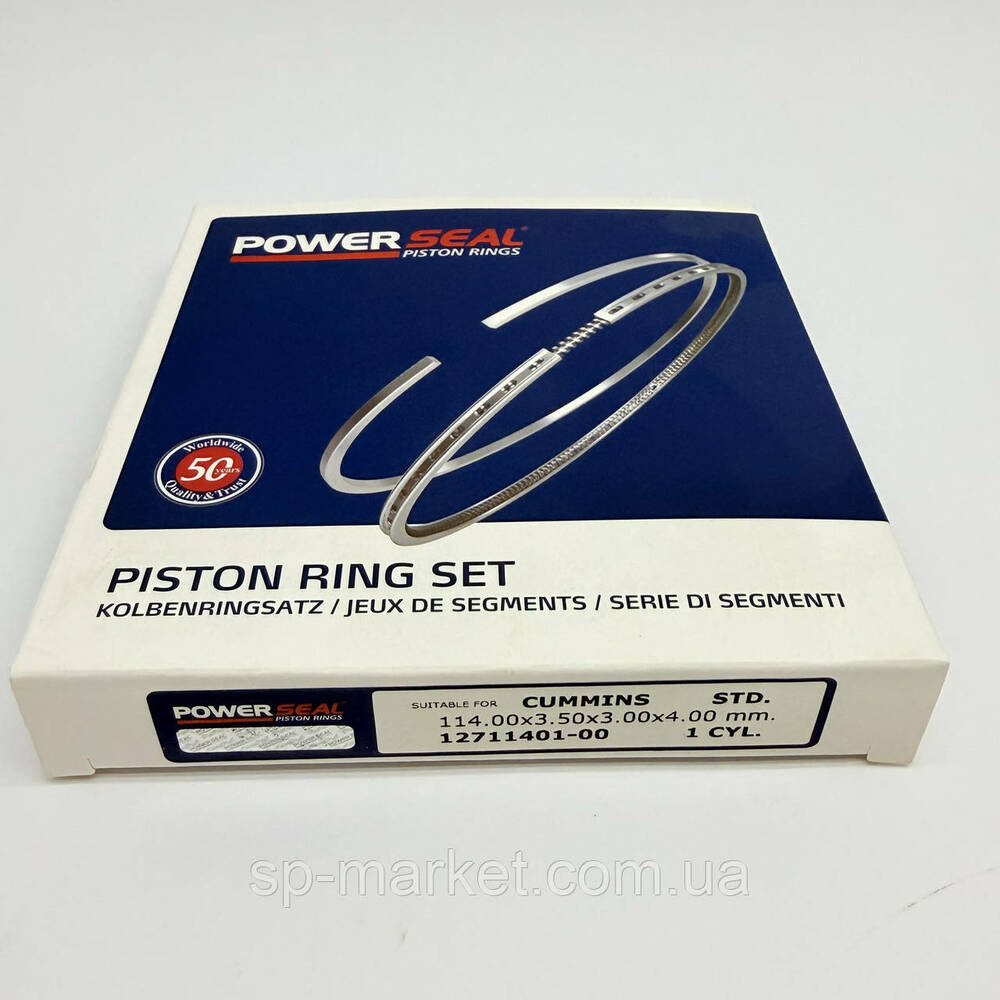 POWER SEAL®
PISTON RINGS
Worldwide
50 years
Quality & Trust
PISTON RING SET
KOLBENRINGSATZ / JEUX DE SEGMENTS / SERIE DI SEGMENTI
POWER SEAL
PISTON RINGS
SUITABLE FOR CUMMINS STD.
114.00x3.50x3.00x4.00 mm.
12711401-00 1 CYL.
sp-market.com.ua